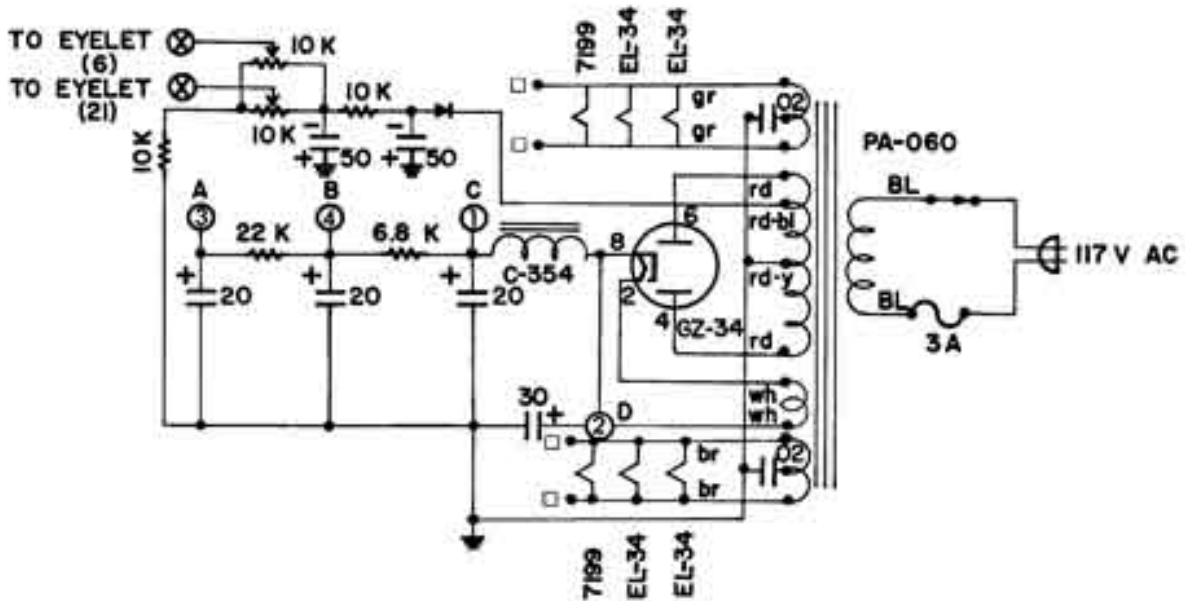 TO EYELET
(6)
10 K
TO EYELET
(21)
10 K
10 K
10 K
- + 50
- + 50
A
3
B
4
C
1
22 K
6.8 K
+ 20
+ 20
+ 20
C-354
8
2
6
4
GZ-34
30 +
D
2
7199
EL-34
EL-34
gr
gr
02
rd
rd-bl
rd-y
rd
wh
wh
br
br
02
7199
EL-34
EL-34
PA-060
BL
BL
3A
117 V AC